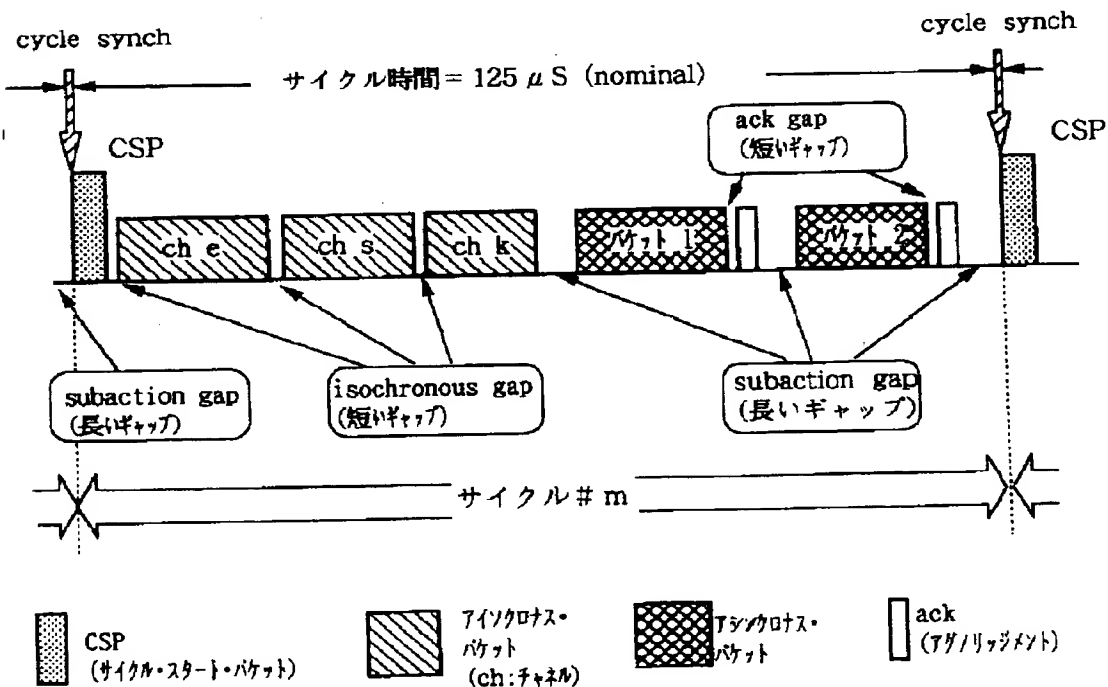 cycle synch
cycle synch
サイクル時間 = 125 μS (nominal)
CSP
ack gap
(短いギャップ)
CSP
ch e
ch s
ch k
パケット 1
パケット 2
subaction gap
(長いギャップ)
isochronous gap
(短いギャップ)
subaction gap
(長いギャップ)
サイクル # m
CSP
(サイクル・スタート・パケット)
アイソクロナス・
パケット
(ch:チャネル)
アシンクロナス・
パケット
ack
(アグノリッジメント)